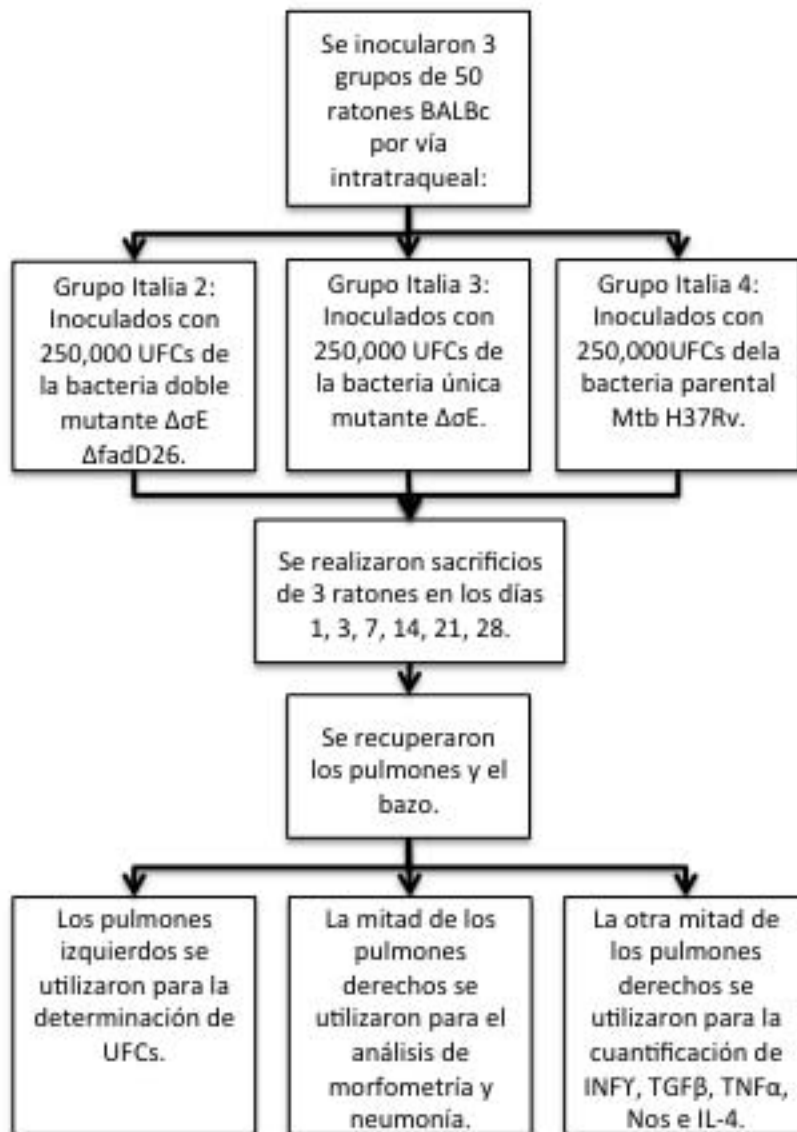 Se inocularon 3
grupos de 50
ratones BALBc
por vía
intratraqueal:
Grupo Italia 2:
Inoculados con
250,000 UFCs de
la bacteria doble
mutante ΔσE
ΔfadD26.
Grupo Italia 3:
Inoculados con
250,000 UFCs de
la bacteria única
mutante ΔσE.
Grupo Italia 4:
Inoculados con
250,000UFCs dela
bacteria parental
Mtb H37Rv.
Se realizaron sacrificios
de 3 ratones en los días
1, 3, 7, 14, 21, 28.
Se recuperaron
los pulmones y el
bazo.
Los pulmones
izquierdos se
utilizaron para la
determinación de
UFCs.
La mitad de los
pulmones
derechos se
utilizaron para el
análisis de
morfometría y
neumonía.
La otra mitad de
los pulmones
derechos se
utilizaron para la
cuantificación de
INFY, TGFβ, TNFα,
Nos e IL-4.